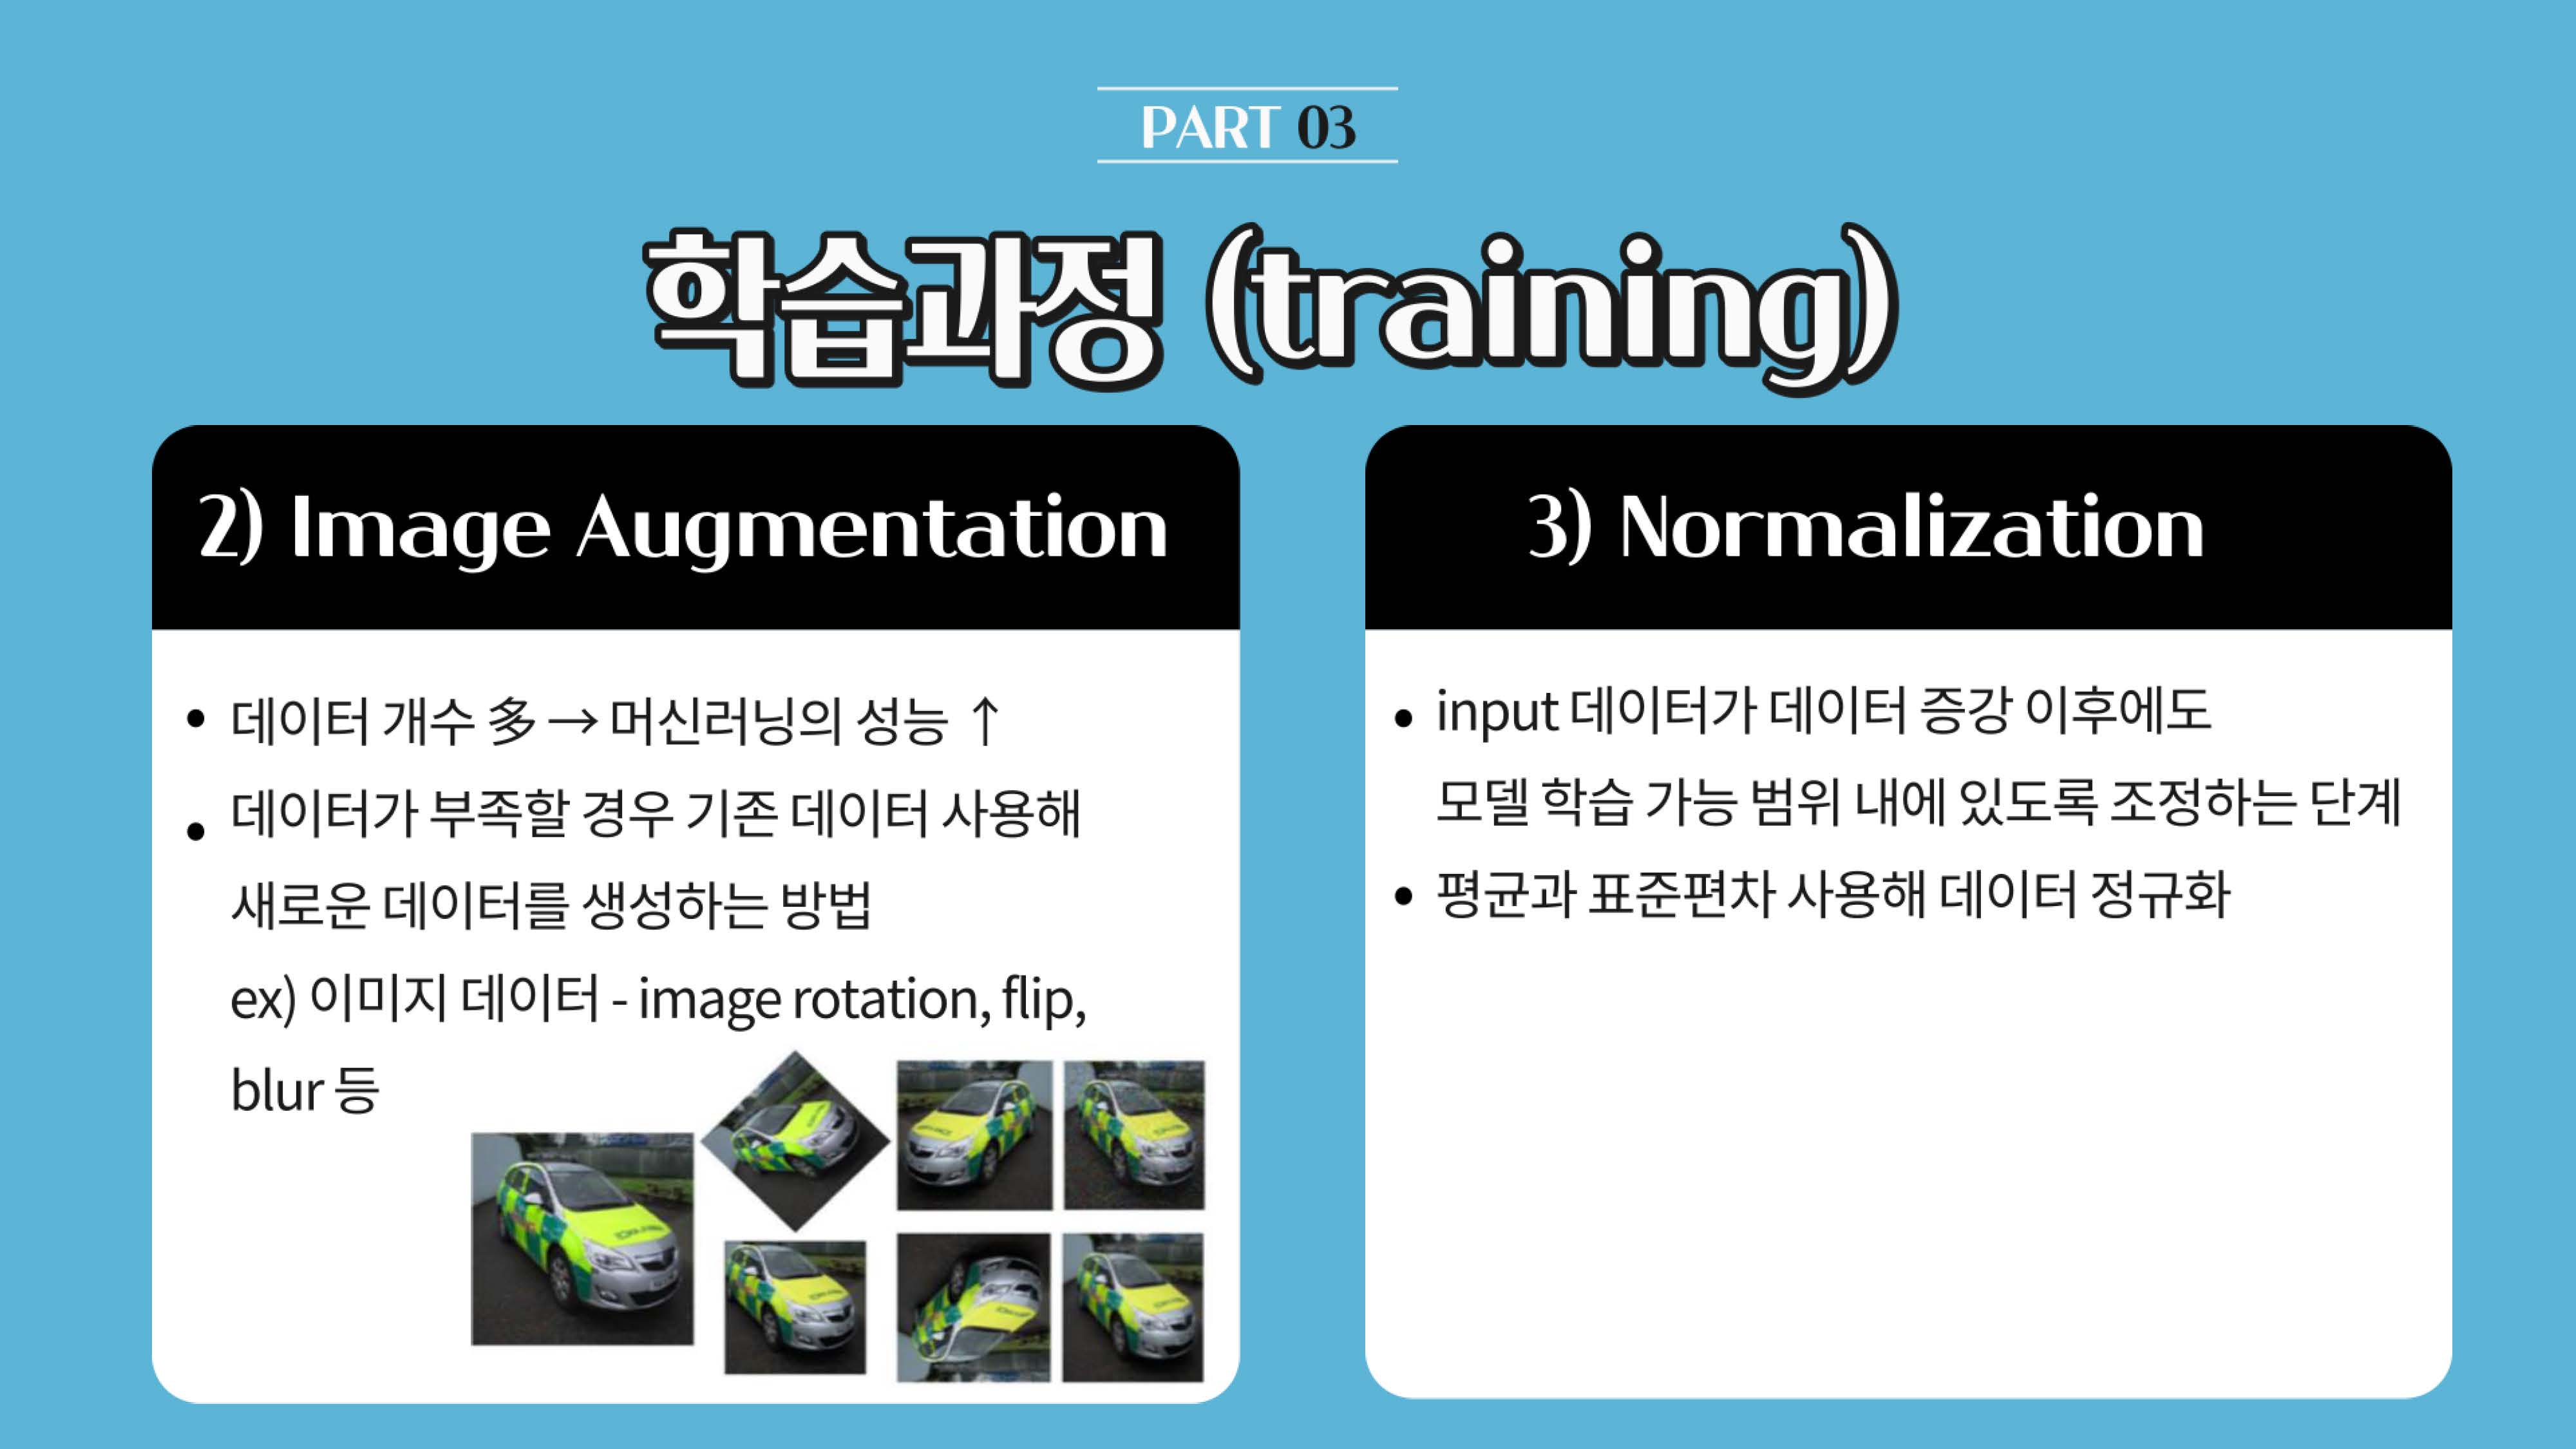 PART 03
학습과정 (training)
2) Image Augmentation
• 데이터 개수 多 → 머신러닝의 성능 ↑
• 데이터가 부족할 경우 기존 데이터 사용해
새로운 데이터를 생성하는 방법
ex) 이미지 데이터 - image rotation, flip,
blur 등
3) Normalization
• input 데이터가 데이터 증강 이후에도
모델 학습 가능 범위 내에 있도록 조정하는 단계
• 평균과 표준편차 사용해 데이터 정규화